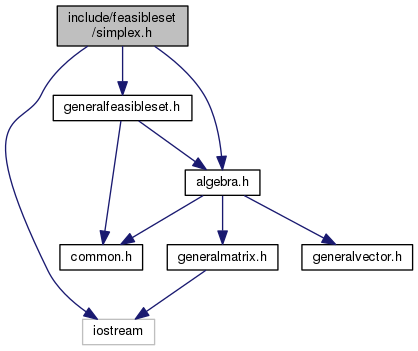 include/feasibleset
/simplex.h
generalfeasibleset.h
algebra.h
common.h
generalmatrix.h
generalvector.h
iostream